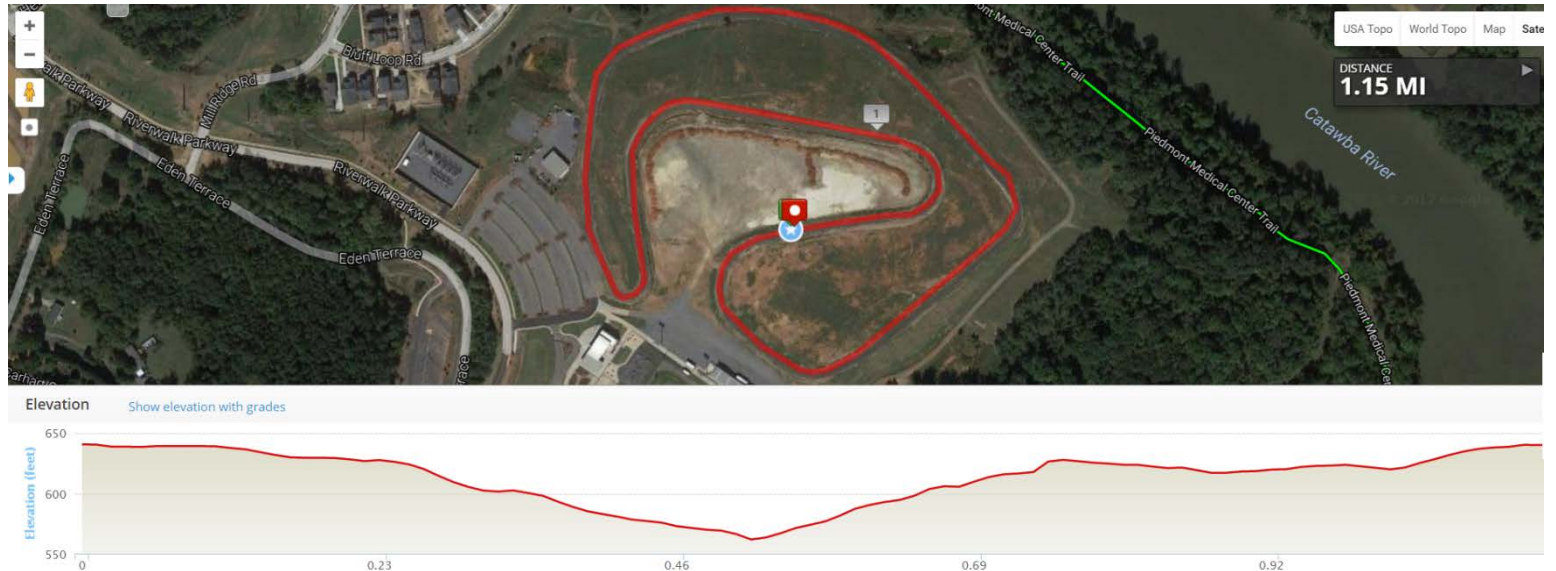 +
−
USA Topo World Topo Map Sate
DISTANCE
1.15 MI
Bluff Loop Rd
Mill Ridge Rd
Riverwalk Parkway
Riverwalk Parkway
Eden Terrace
Eden Terrace
Eden Terrace
1
Piedmont Medical Center Trail
Piedmont Medical Center Trail
Catawba River
Elevation
Show elevation with grades
Elevation (feet)
650
600
550
0 0.23 0.46 0.69 0.92